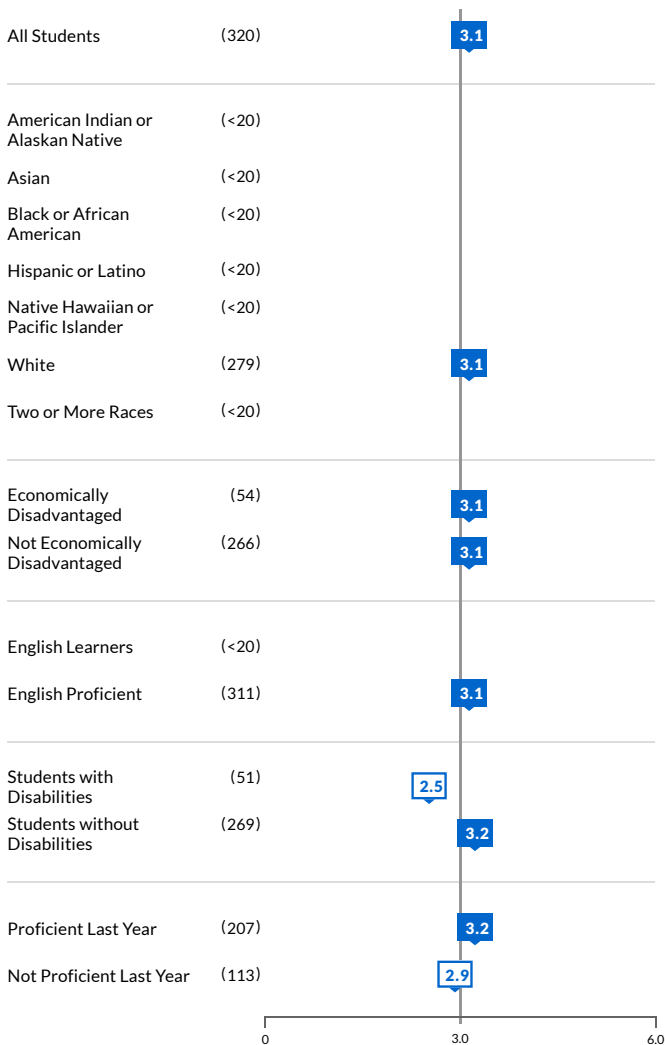 All Students (320) 3.1
American Indian or (<20)
Alaskan Native
Asian (<20)
Black or African (<20)
American
Hispanic or Latino (<20)
Native Hawaiian or (<20)
Pacific Islander
White (279) 3.1
Two or More Races (<20)
Economically (54) 3.1
Disadvantaged
Not Economically (266) 3.1
Disadvantaged
English Learners (<20)
English Proficient (311) 3.1
Students with (51) 2.5
Disabilities
Students without (269) 3.2
Disabilities
Proficient Last Year (207) 3.2
Not Proficient Last Year (113) 2.9
0 3.0 6.0